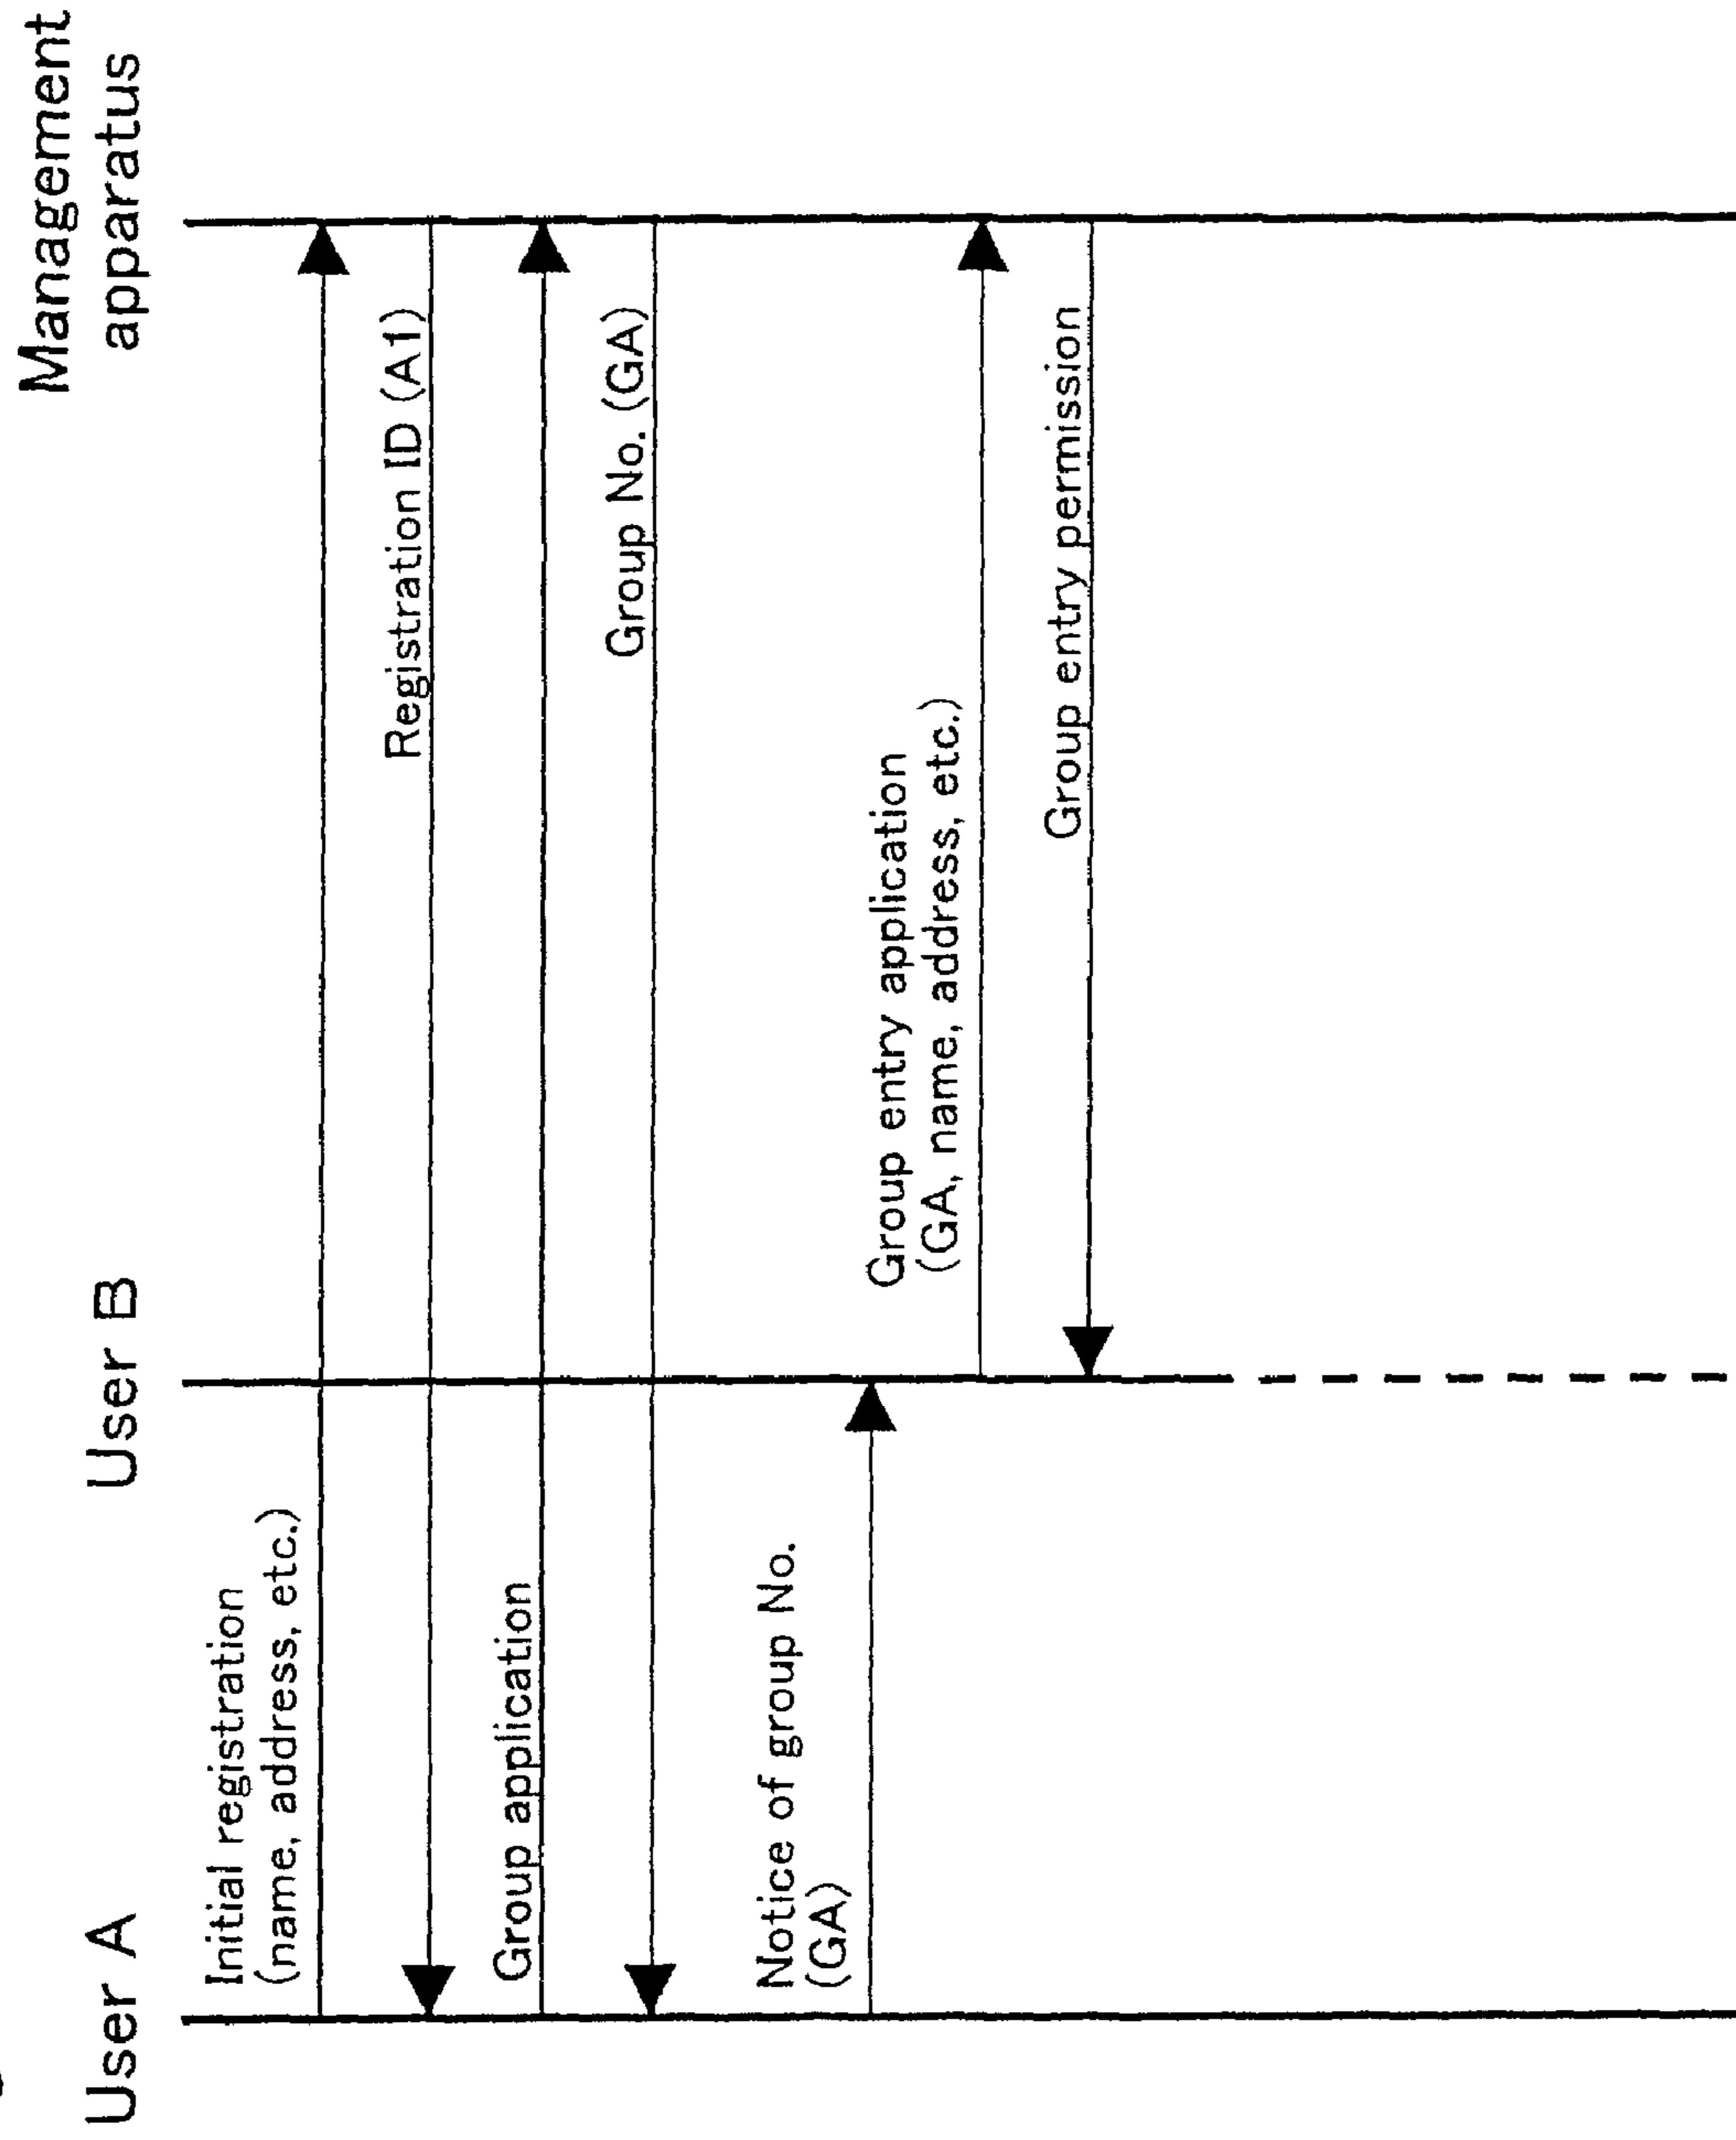 User A
User B
Management
apparatus
Initial registration
(name, address, etc.)
Registration ID (A1)
Group application
Group No. (GA)
Notice of group No.
(GA)
Group entry application
(GA, name, address, etc.)
Group entry permission